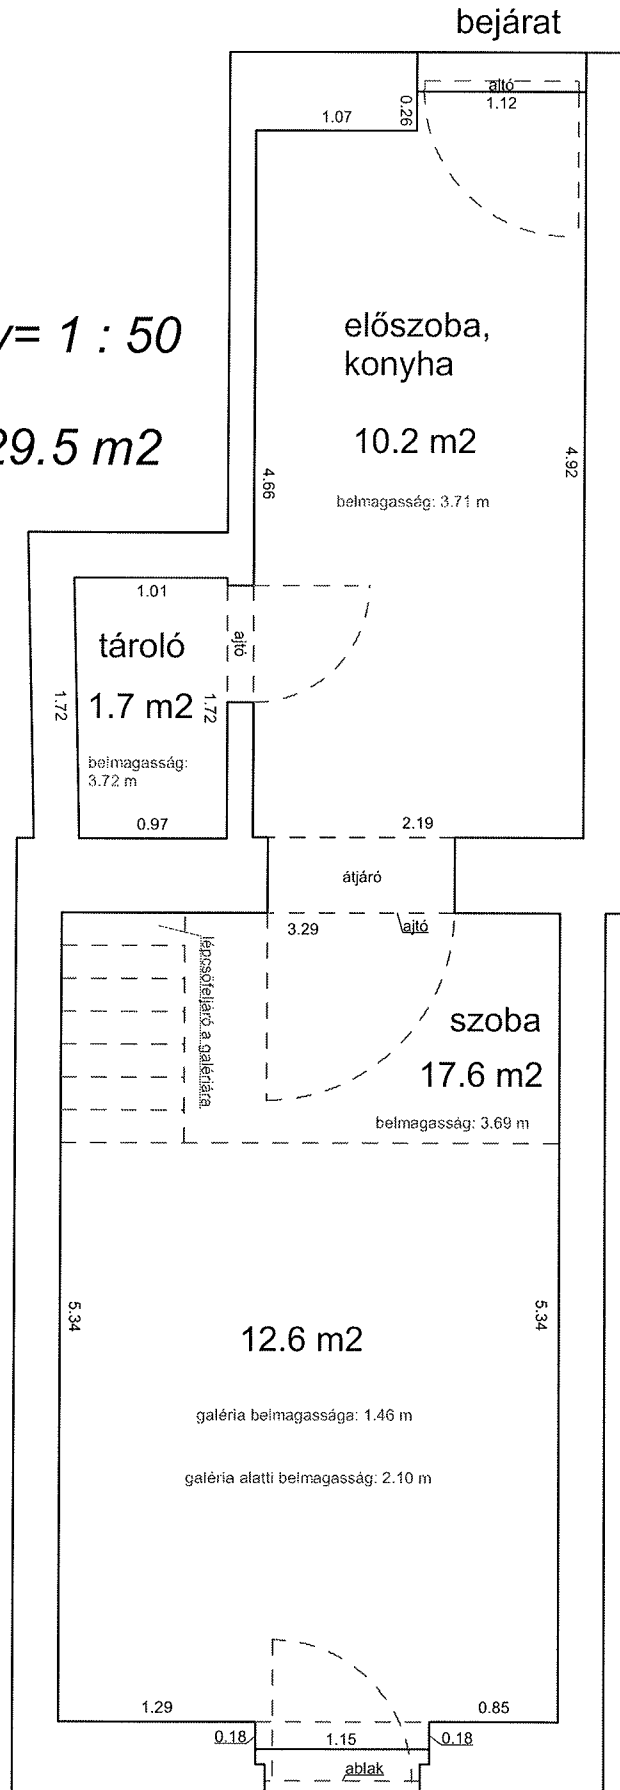 bejárat
ajtó
1.12
0.26
1.07
előszoba,
konyha
= 1 : 50
10.2 m2
29.5 m2
4.92
4.66
belmagasság: 3.71 m
1.01
ajtó
tároló
1.72
1.7 m2
1.72
belmagasság:
3.72 m
0.97
2.19
átjáró
3.29
ajtó
lépcsőfeljáró a galériára
szoba
17.6 m2
belmagasság: 3.69 m
5.34
5.34
12.6 m2
galéria belmagassága: 1.46 m
galéria alatti belmagasság: 2.10 m
1.29
0.85
0.18
1.15
0.18
ablak